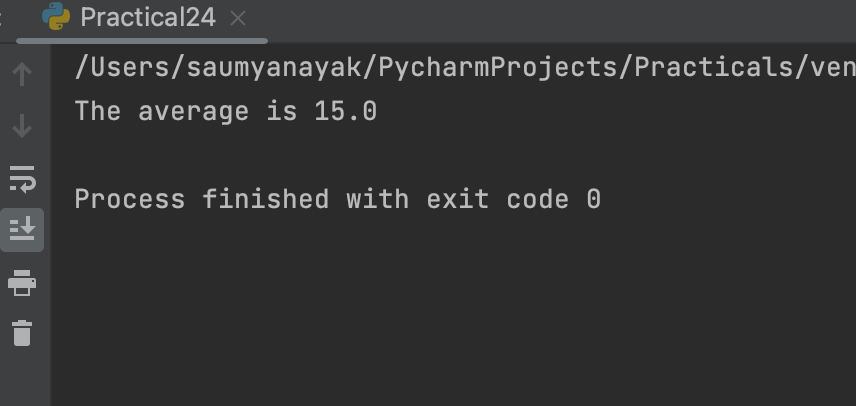 Practical24
/Users/saumyanayak/PycharmProjects/Practicals/ven
The average is 15.0
Process finished with exit code 0